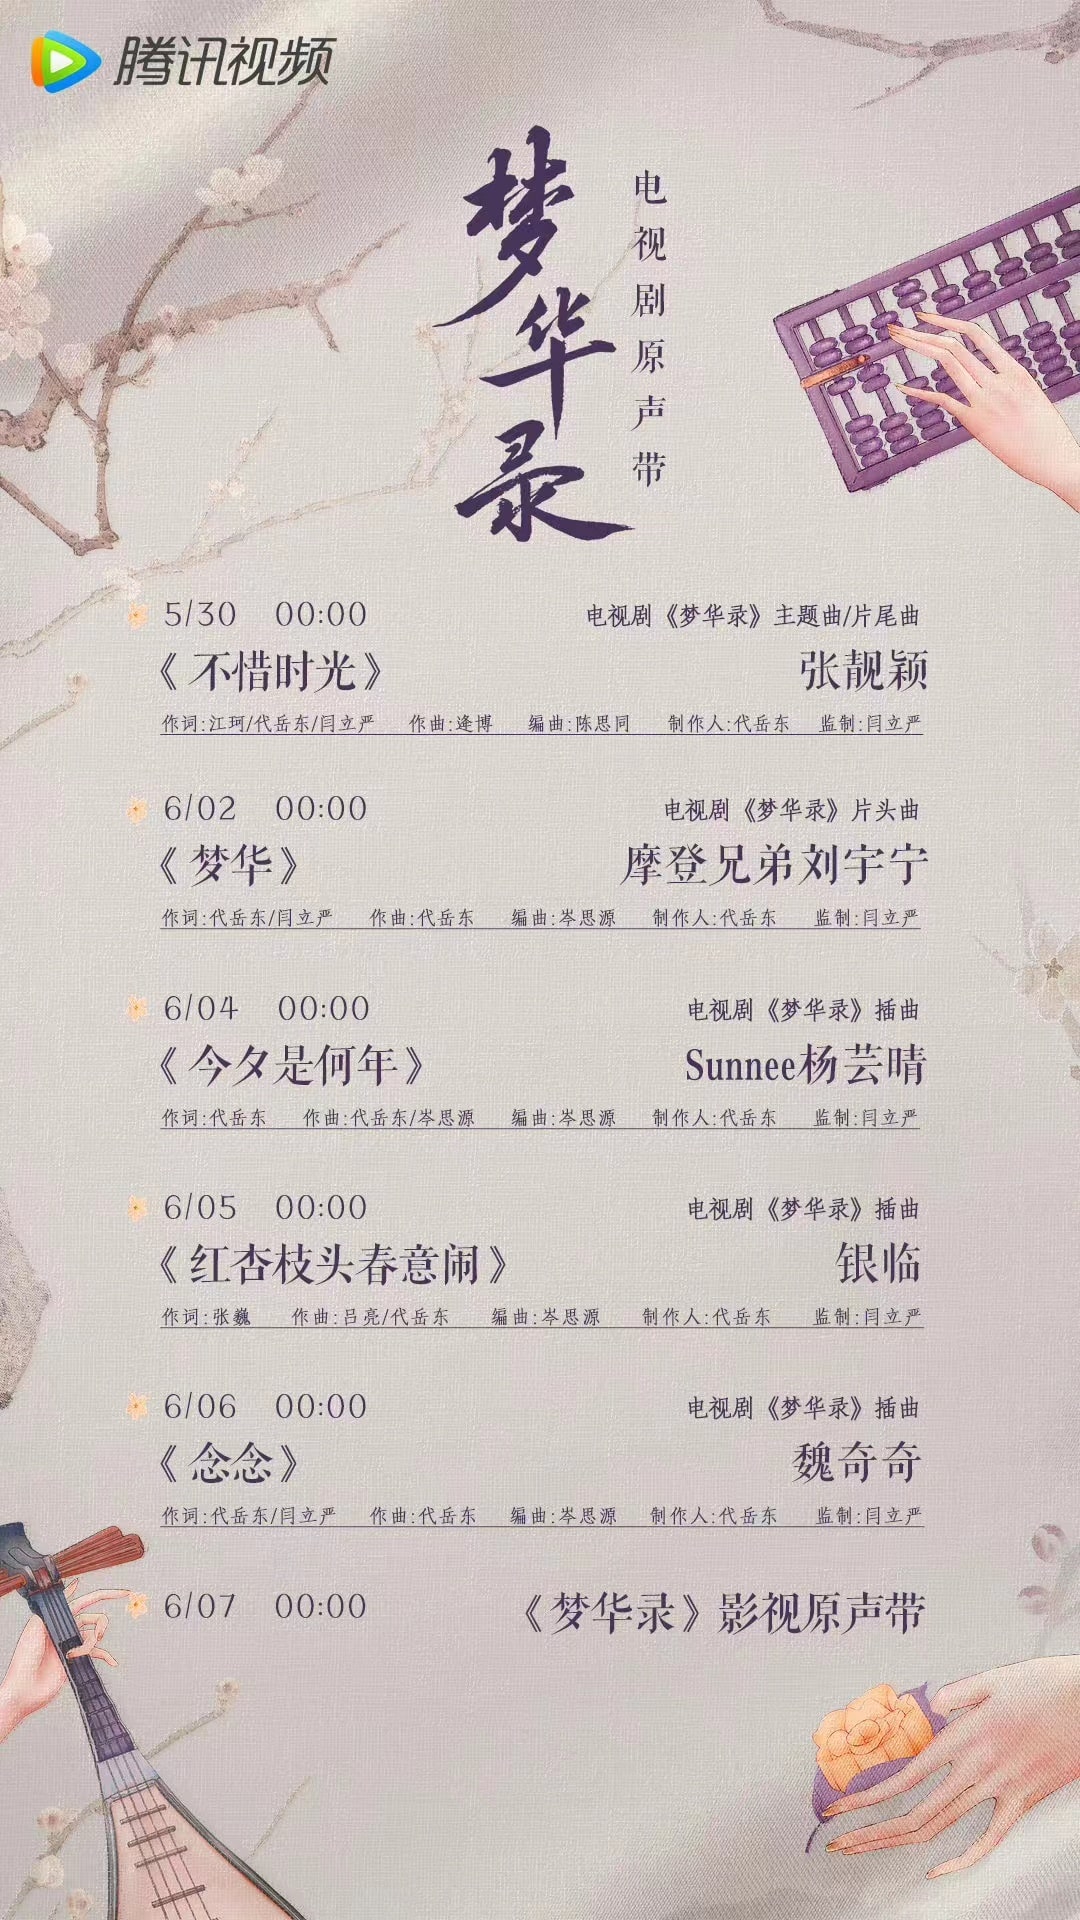 腾讯视频
梦华录
电视剧原声带
5/30 00:00 电视剧《梦华录》主题曲/片尾曲
《不惜时光》 张靓颖
作词:江珂/代岳东/闫立严 作曲:逄博 编曲:陈思同 制作人:代岳东 监制:闫立严
6/02 00:00 电视剧《梦华录》片头曲
《梦华》 摩登兄弟刘宇宁
作词:代岳东/闫立严 作曲:代岳东 编曲:岑思源 制作人:代岳东 监制:闫立严
6/04 00:00 电视剧《梦华录》插曲
《今夕是何年》 Sunnee杨芸晴
作词:代岳东 作曲:代岳东/岑思源 编曲:岑思源 制作人:代岳东 监制:闫立严
6/05 00:00 电视剧《梦华录》插曲
《红杏枝头春意闹》 银临
作词:张巍 作曲:吕亮/代岳东 编曲:岑思源 制作人:代岳东 监制:闫立严
6/06 00:00 电视剧《梦华录》插曲
《念念》 魏奇奇
作词:代岳东/闫立严 作曲:代岳东 编曲:岑思源 制作人:代岳东 监制:闫立严
6/07 00:00 《梦华录》影视原声带